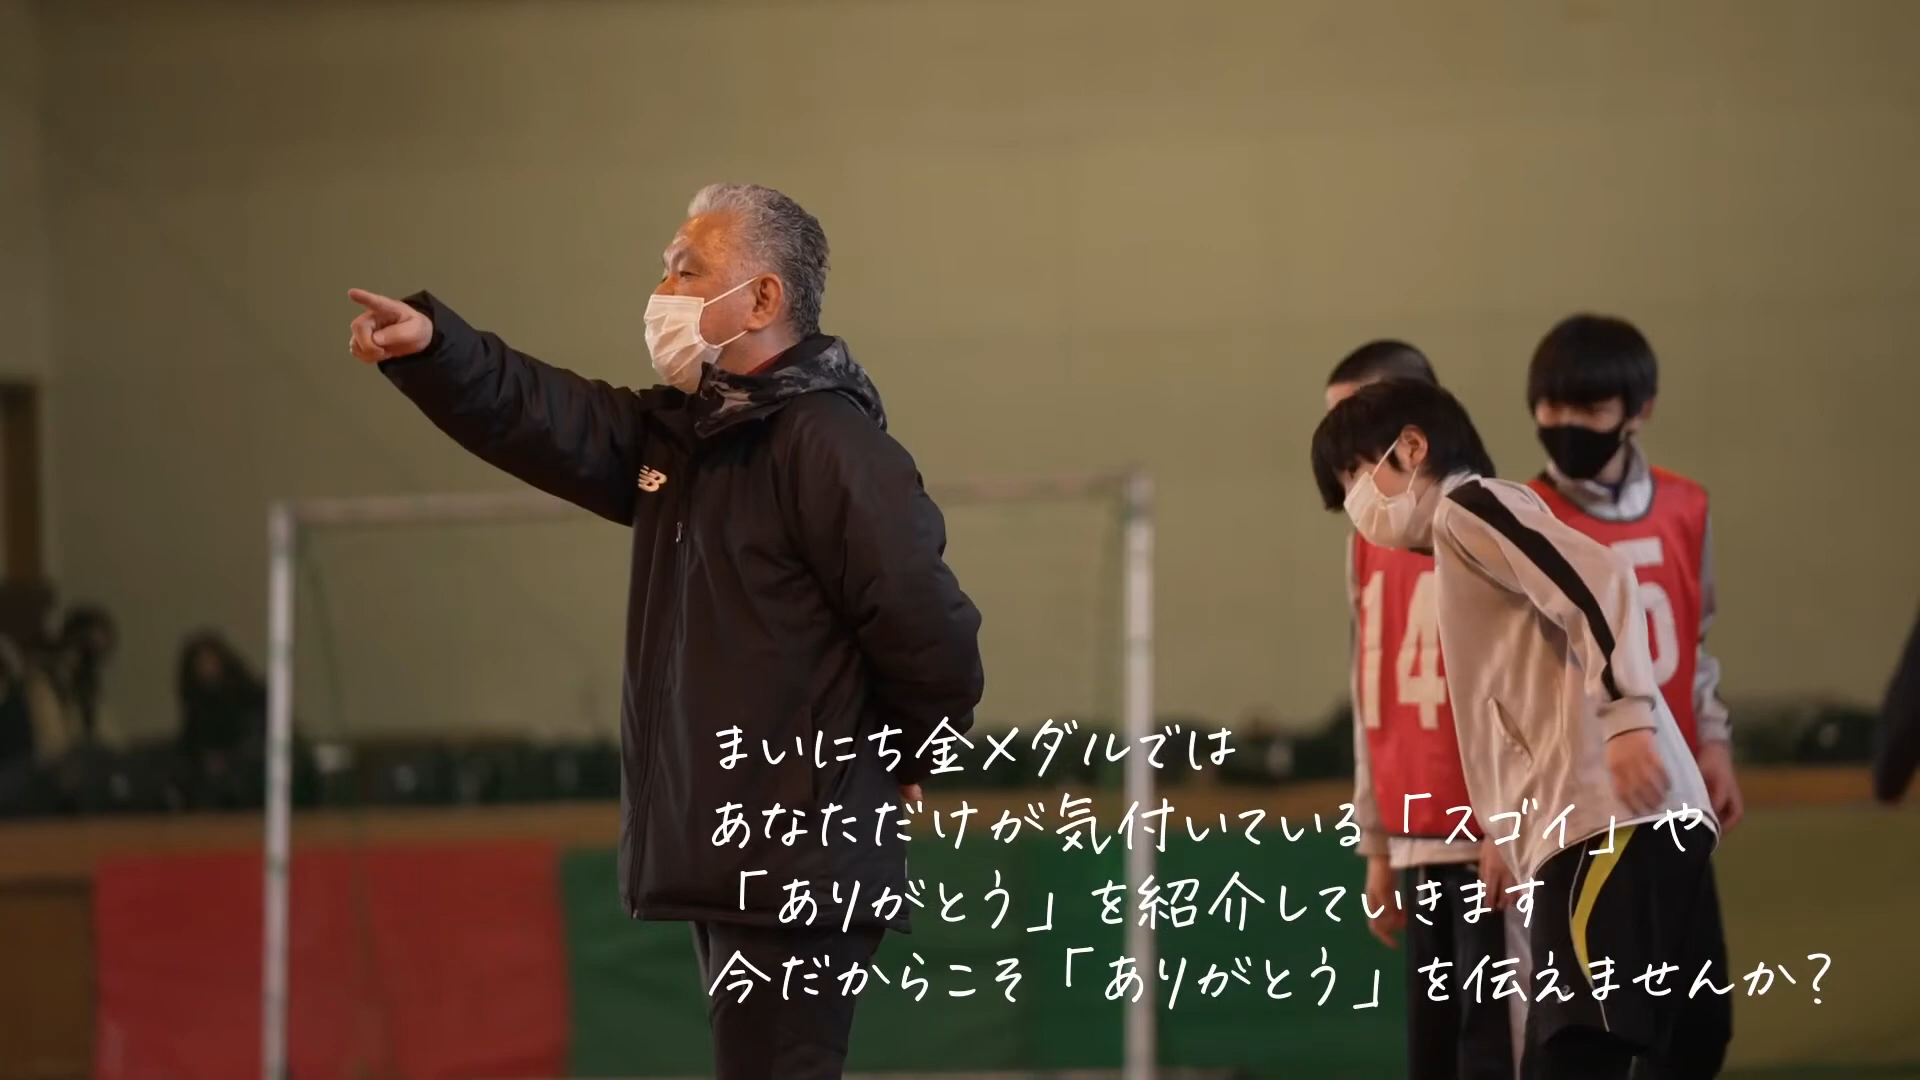 NB
14
5
まいにち金メダルでは
あなただけが気付いている「スゴイ」や
「ありがとう」を紹介していきます
今だからこそ「ありがとう」を伝えませんか？